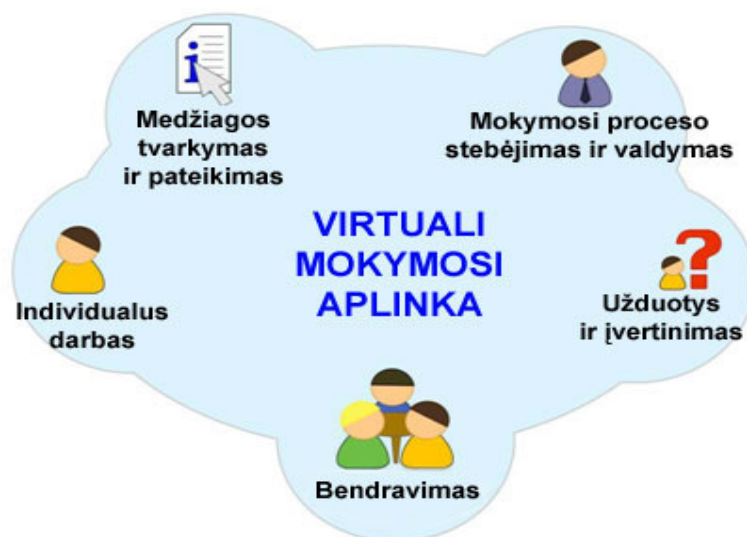 Medžiagos
tvarkymas
ir pateikimas
Mokymosi proceso
stebėjimas ir valdymas
VIRTUALI
MOKYMOSI
APLINKA
Individualus
darbas
Užduotys
ir įvertinimas
Bendravimas